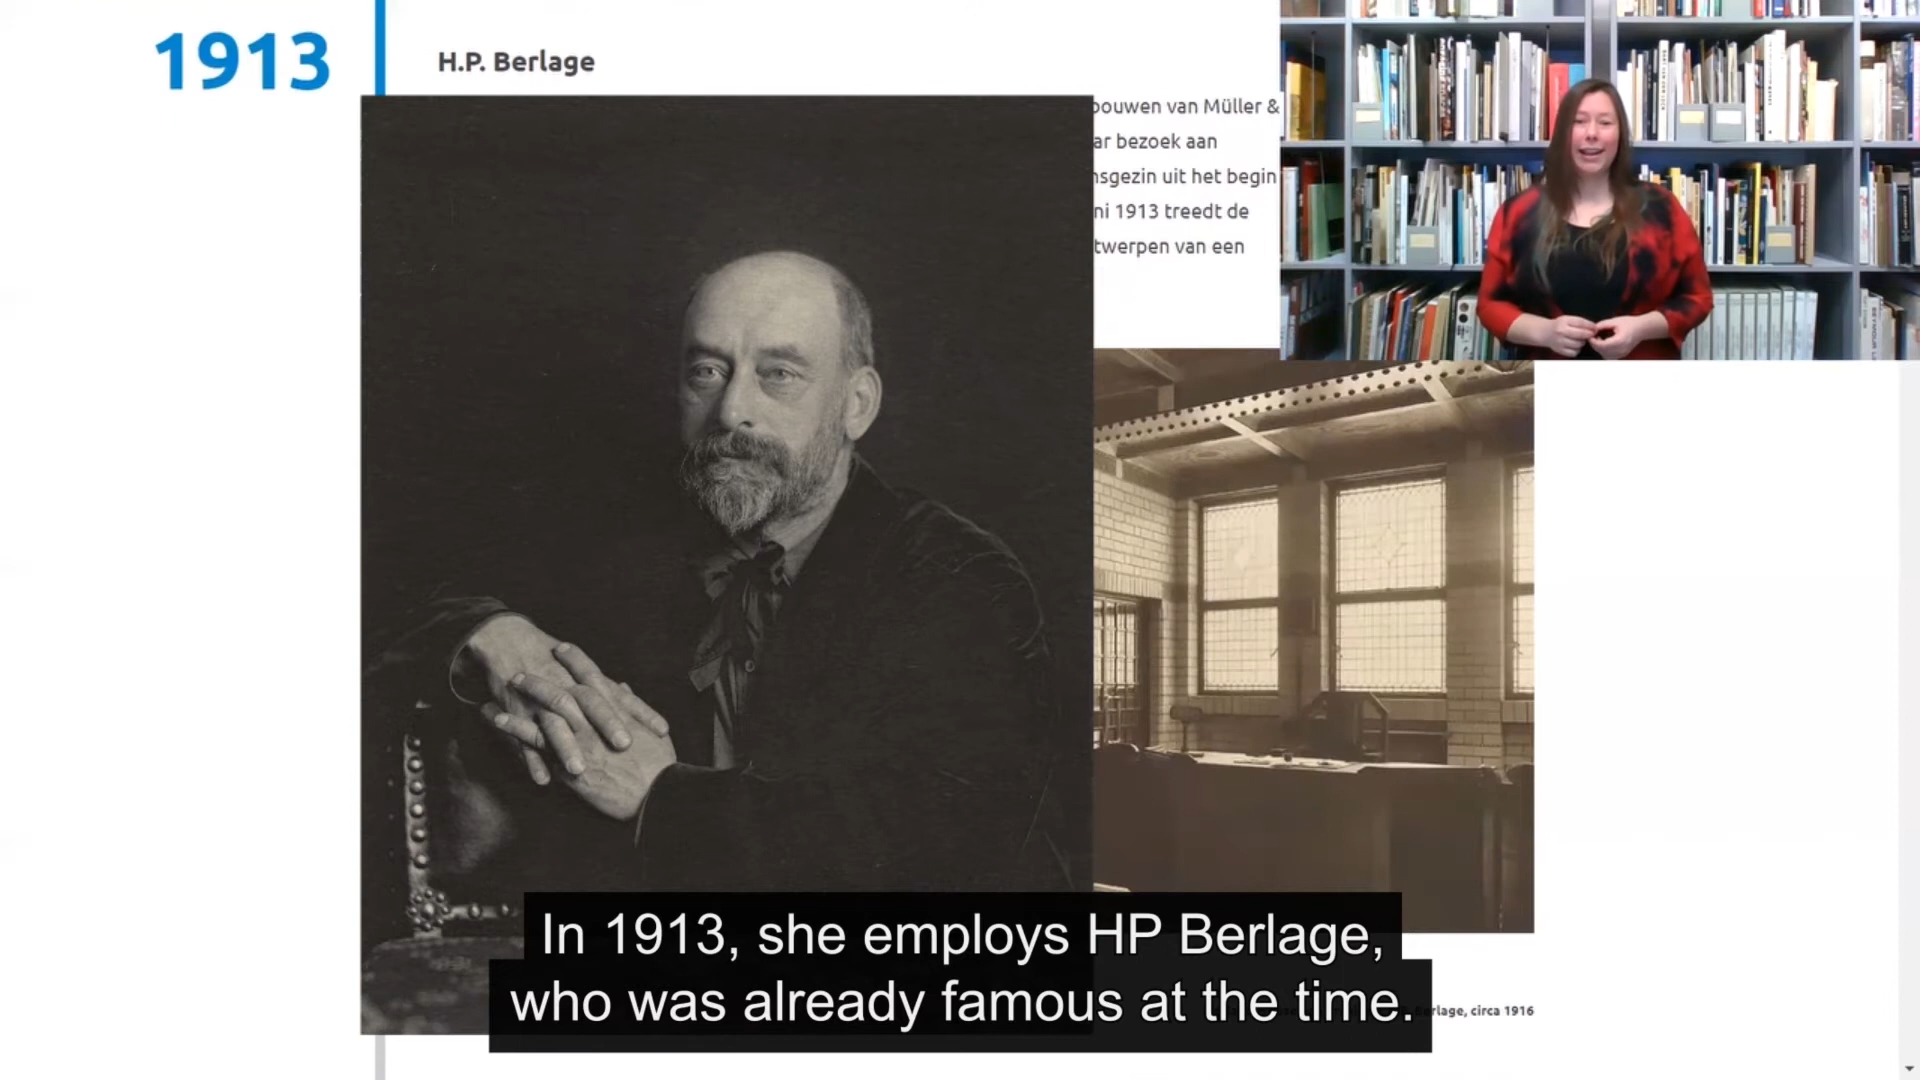 1913
H.P. Berlage
bouwen van Müller &
ar bezoek aan
nsgezin uit het begin
ni 1913 treedt de
twerpen van een
In 1913, she employs HP Berlage,
who was already famous at the time.
rlage, circa 1916